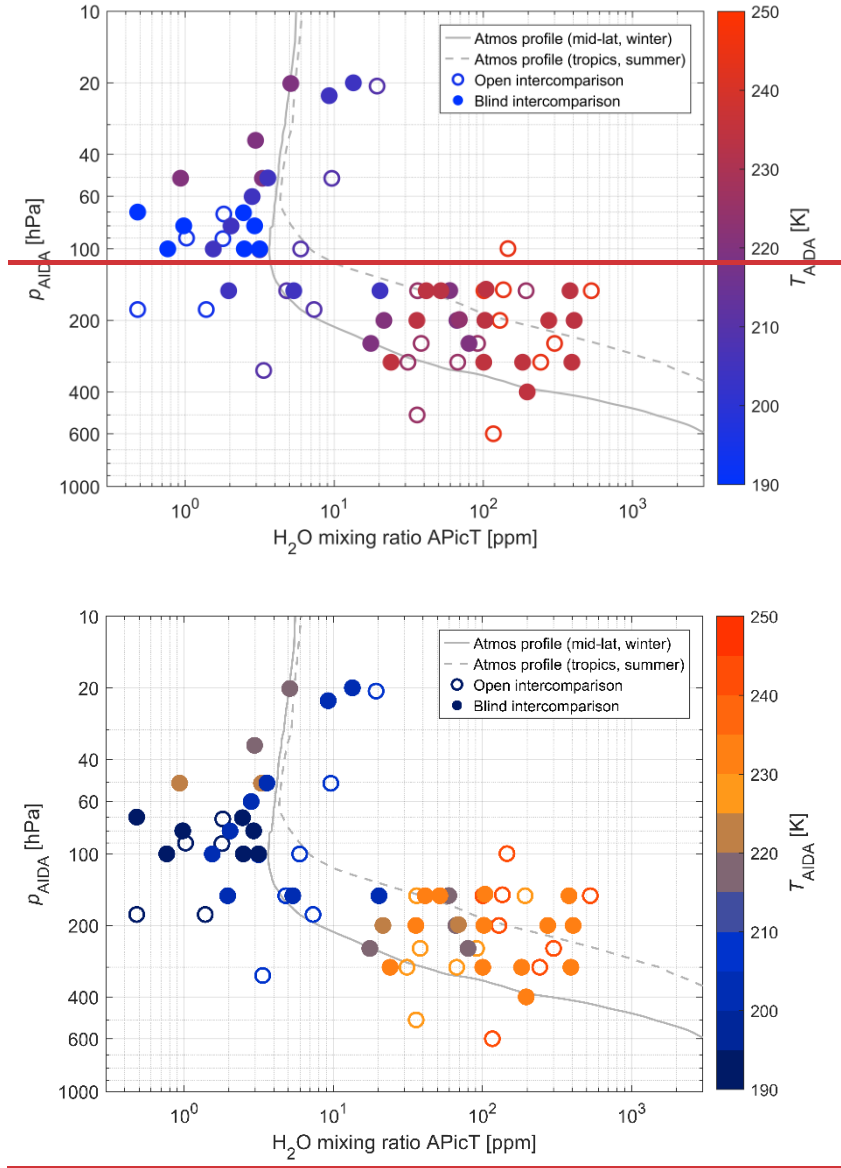 10
20
40
60
100
200
400
600
1000
p_AIDA [hPa]
Atmos profile (mid-lat, winter)
Atmos profile (tropics, summer)
Open intercomparison
Blind intercomparison
10^0
10^1
10^2
10^3
H_2O mixing ratio APicT [ppm]
250
240
230
220
210
200
190
T_AIDA [K]
10
20
40
60
100
200
400
600
1000
p_AIDA [hPa]
Atmos profile (mid-lat, winter)
Atmos profile (tropics, summer)
Open intercomparison
Blind intercomparison
10^0
10^1
10^2
10^3
H_2O mixing ratio APicT [ppm]
250
240
230
220
210
200
190
T_AIDA [K]